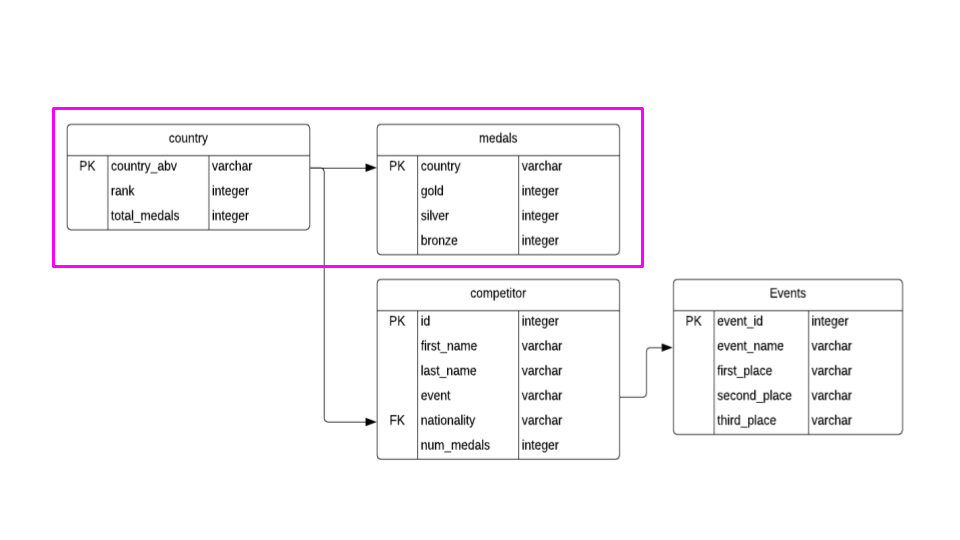 country
PK country_abv varchar
rank integer
total_medals integer
medals
PK country varchar
gold integer
silver integer
bronze integer
competitor
PK id integer
first_name varchar
last_name varchar
event varchar
FK nationality varchar
num_medals integer
Events
PK event_id integer
event_name varchar
first_place varchar
second_place varchar
third_place varchar